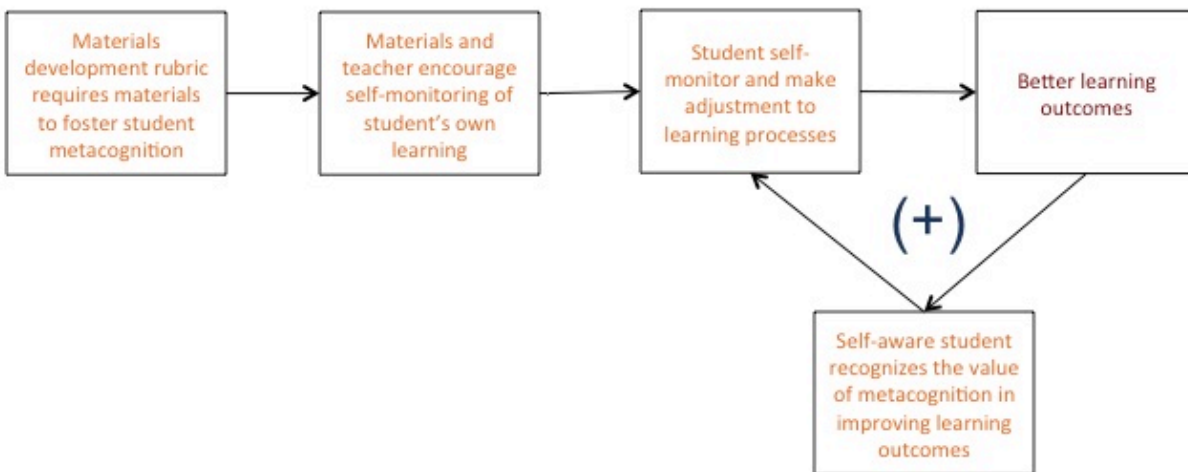 Materials
development rubric
requires materials
to foster student
metacognition
Materials and
teacher encourage
self-monitoring of
student’s own
learning
Student self-
monitor and make
adjustment to
learning processes
Better learning
outcomes
(+)
Self-aware student
recognizes the value
of metacognition in
improving learning
outcomes